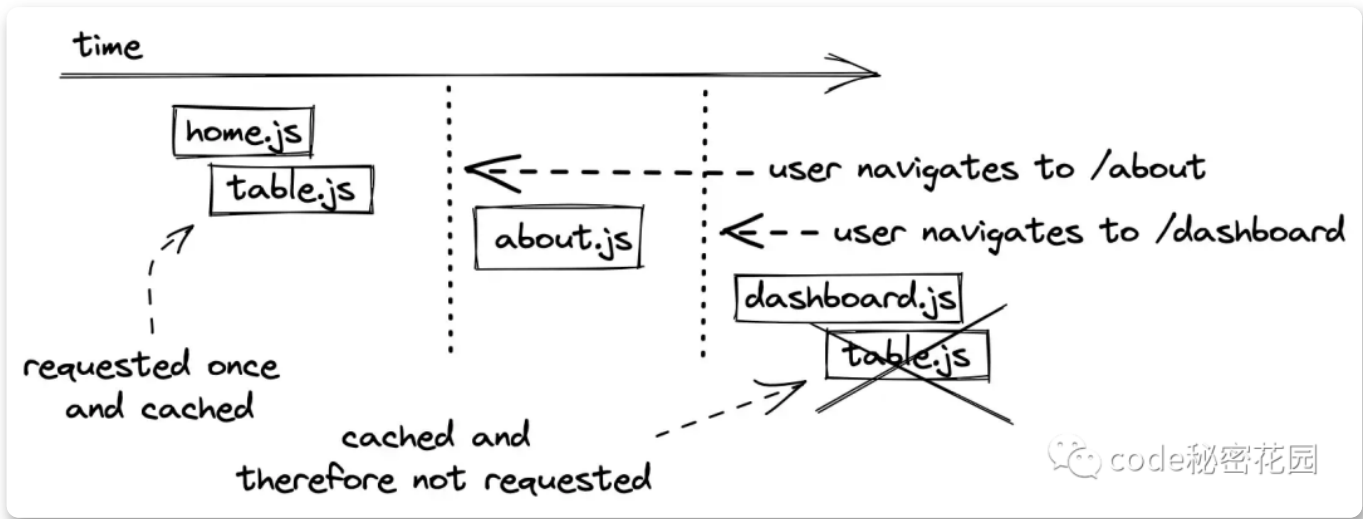 time
home.js
table.js
user navigates to /about
about.js
user navigates to /dashboard
dashboard.js
table.js
requested once
and cached
cached and
therefore not requested
code秘密花园